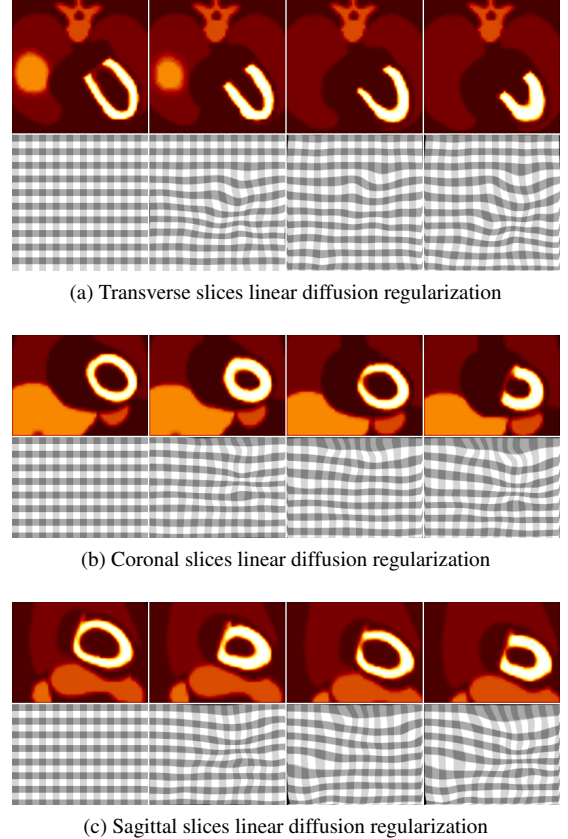 (a) Transverse slices linear diffusion regularization
(b) Coronal slices linear diffusion regularization
(c) Sagittal slices linear diffusion regularization